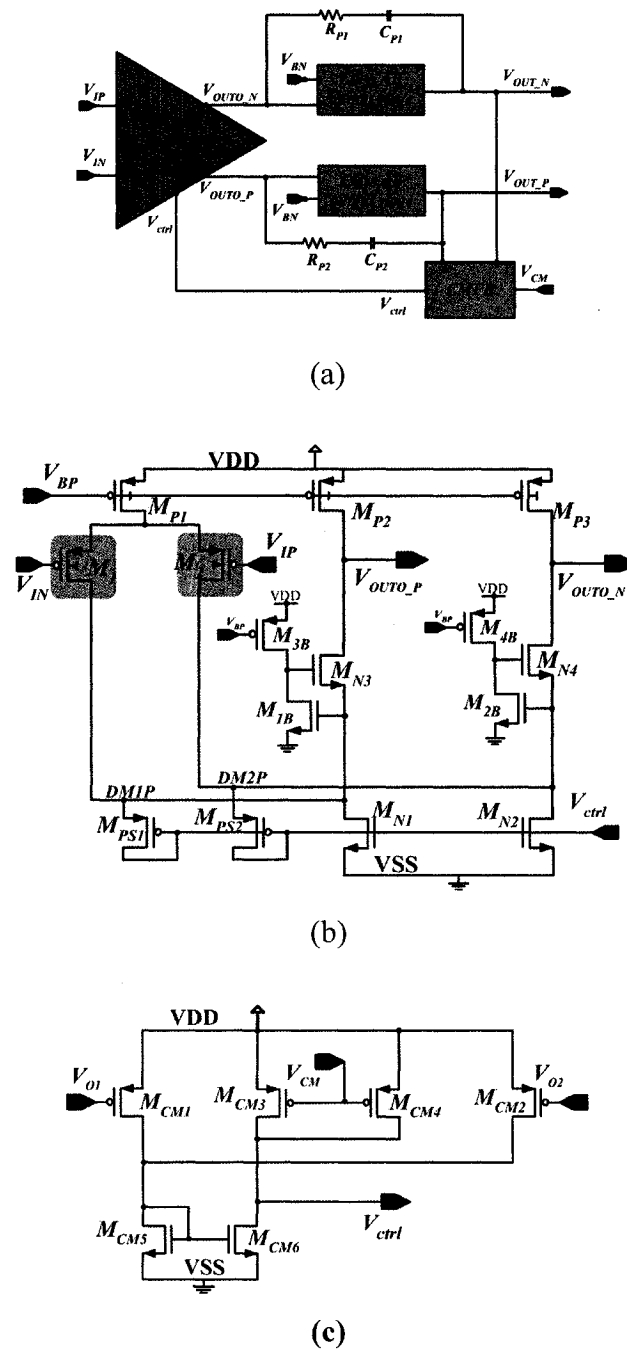 R_P1 C_P1
V_BN
V_IP V_OUTO_N V_OUT_N
V_IN
V_OUTO_P V_OUT_P
V_BN
V_ctrl
R_P2 C_P2
V_CM
V_ctrl
(a)
V_BP VDD
M_P1 M_P2 M_P3
V_IN V_IP
V_OUTO_P V_OUTO_N
VDD VDD
V_BP M_3B V_BP M_4B
M_N3 M_N4
M_1B M_2B
DM1P DM2P
M_PS1 M_PS2 M_N1 M_N2 V_ctrl
VSS
(b)
VDD
V_O1 V_CM V_O2
M_CM1 M_CM3 M_CM4 M_CM2
M_CM5 M_CM6 V_ctrl
VSS
(c)